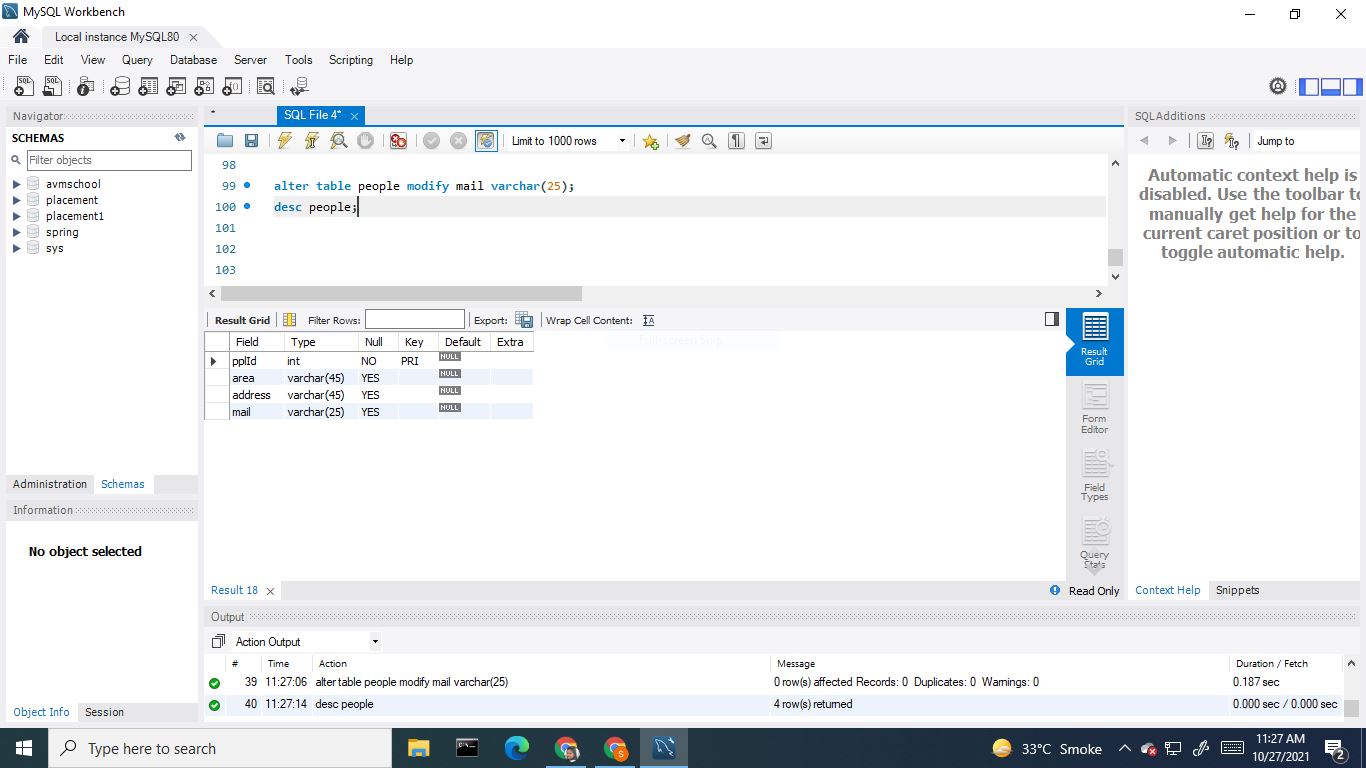 MySQL Workbench
Local instance MySQL80
File Edit View Query Database Server Tools Scripting Help
Navigator
SCHEMAS
Filter objects
avmschool
placement
placement1
spring
sys
Administration Schemas
Information
No object selected
Object Info Session
* SQL File 4*
Limit to 1000 rows
98
99 alter table people modify mail varchar(25);
100 desc people;
101
102
103
Result Grid Filter Rows: Export: Wrap Cell Content:
Field Type Null Key Default Extra
pplId int NO PRI NULL
area varchar(45) YES NULL
address varchar(45) YES NULL
mail varchar(25) YES NULL
Result Grid
Form Editor
Field Types
Query Stats
Result 18
Read Only
SQLAdditions
Jump to
Automatic context help is
disabled. Use the toolbar to
manually get help for the
current caret position or to
toggle automatic help.
Context Help Snippets
Output
Action Output
# Time Action Message Duration / Fetch
39 11:27:06 alter table people modify mail varchar(25) 0 row(s) affected Records: 0 Duplicates: 0 Warnings: 0 0.187 sec
40 11:27:14 desc people 4 row(s) returned 0.000 sec / 0.000 sec
Type here to search
33°C Smoke
11:27 AM
10/27/2021
2